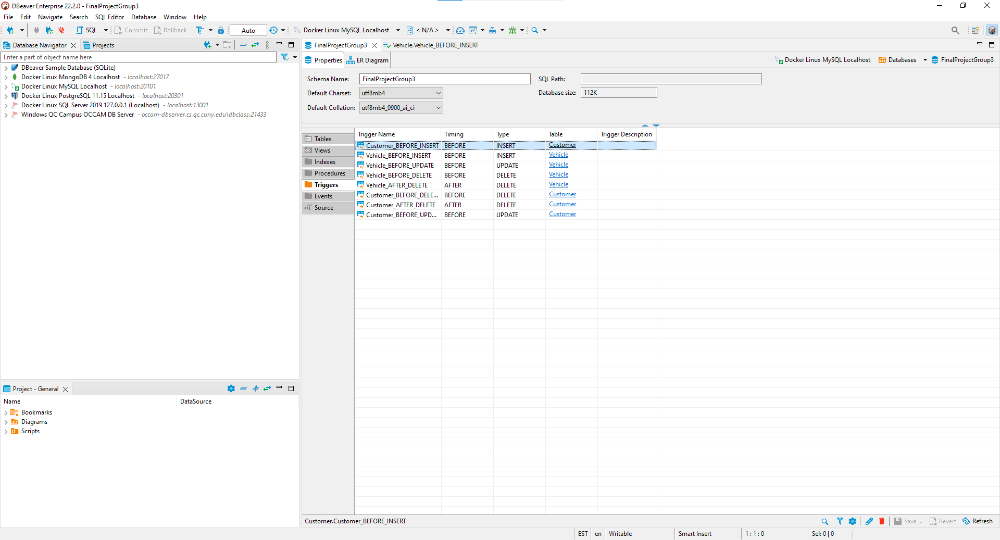 DBeaver Enterprise 22.2.0 - FinalProjectGroup3
File Edit Navigate Search SQL Editor Database Window Help
SQL Commit Rollback Auto Docker Linux MySQL Localhost < N/A >
Database Navigator Projects
Enter a part of object name here
DBeaver Sample Database (SQLite)
Docker Linux MongoDB 4 Localhost - localhost:27017
Docker Linux MySQL Localhost - localhost:20101
Docker Linux PostgreSQL 11.15 Localhost - localhost:20301
Docker Linux SQL Server 2019 127.0.0.1 (Localhost) - localhost:13001
Windows QC Campus OCCAM DB Server - occam-dbserver.cs.qc.cuny.edu\dbclass:21433
Project - General
Name DataSource
Bookmarks
Diagrams
Scripts
FinalProjectGroup3 Vehicle.Vehicle_BEFORE_INSERT
Properties ER Diagram Docker Linux MySQL Localhost Databases FinalProjectGroup3
Schema Name: FinalProjectGroup3 SQL Path:
Default Charset: utf8mb4 Database size: 112K
Default Collation: utf8mb4_0900_ai_ci
Tables
Views
Indexes
Procedures
Triggers
Events
Source
Trigger Name Timing Type Table Trigger Description
Customer_BEFORE_INSERT BEFORE INSERT Customer
Vehicle_BEFORE_INSERT BEFORE INSERT Vehicle
Vehicle_BEFORE_UPDATE BEFORE UPDATE Vehicle
Vehicle_BEFORE_DELETE BEFORE DELETE Vehicle
Vehicle_AFTER_DELETE AFTER DELETE Vehicle
Customer_BEFORE_DELE... BEFORE DELETE Customer
Customer_AFTER_DELETE AFTER DELETE Customer
Customer_BEFORE_UPD... BEFORE UPDATE Customer
Customer.Customer_BEFORE_INSERT Save ... Revert Refresh
EST en Writable Smart Insert 1 : 1 : 0 Sel: 0 | 0